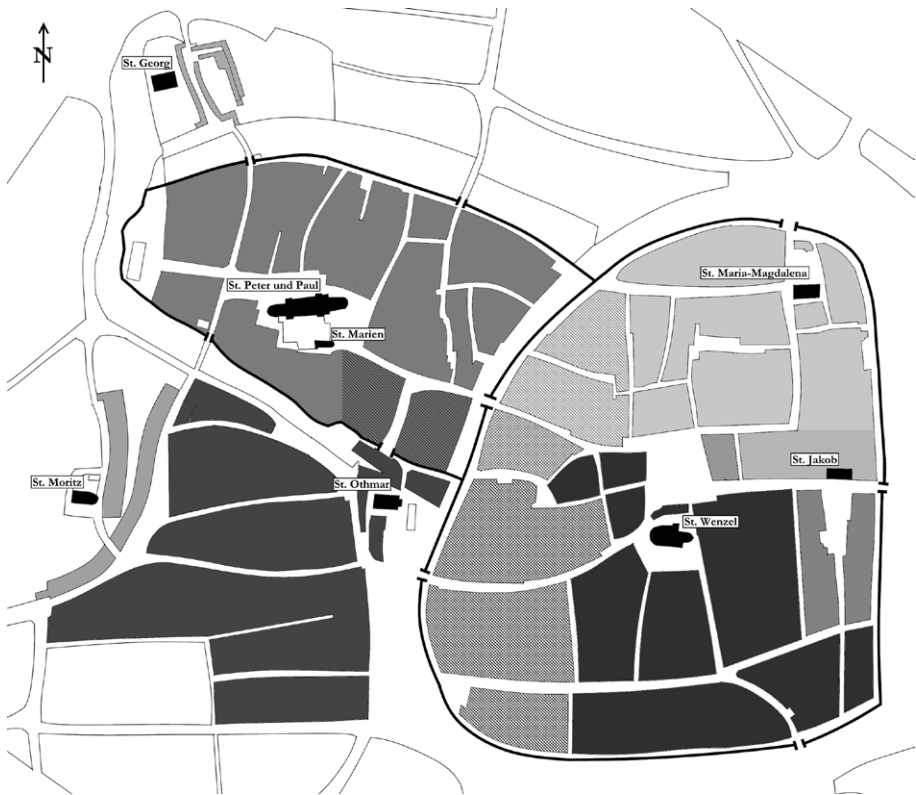 N
St. Georg
St. Maria-Magdalena
St. Peter und Paul
St. Marien
St. Jakob
St. Moritz
St. Othmar
St. Wenzel